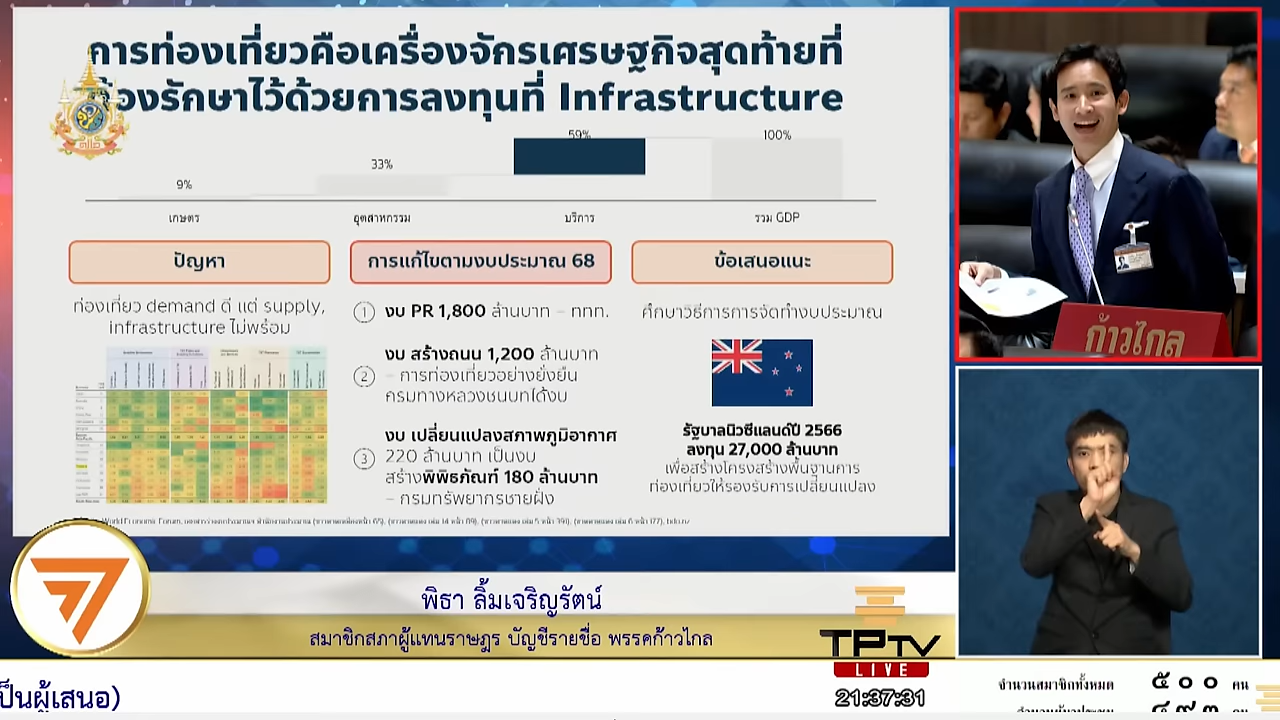 การท่องเที่ยวคือเครื่องจักรเศรษฐกิจสุดท้ายที่
ต้องรักษาไว้ด้วยการลงทุนที่ Infrastructure
9%
33%
59%
100%
เกษตร
อุตสาหกรรม
บริการ
รวม GDP
ปัญหา
ท่องเที่ยว demand ดี แต่ supply,
infrastructure ไม่พร้อม
การแก้ไขตามงบประมาณ 68
1 งบ PR 1,800 ล้านบาท – ททท.
2 งบ สร้างถนน 1,200 ล้านบาท
– การท่องเที่ยวอย่างยั่งยืน
กรมทางหลวงชนบทได้งบ
3 งบ เปลี่ยนแปลงสภาพภูมิอากาศ
220 ล้านบาท เป็นงบ
สร้างพิพิธภัณฑ์ 180 ล้านบาท
– กรมทรัพยากรชายฝั่ง
ข้อเสนอแนะ
ศึกษาวิธีการการจัดทำงบประมาณ
รัฐบาลนิวซีแลนด์ปี 2566
ลงทุน 27,000 ล้านบาท
เพื่อสร้างโครงสร้างพื้นฐานการ
ท่องเที่ยวให้รองรับการเปลี่ยนแปลง
World Economic Forum,
ก้าวไกล
พิธา ลิ้มเจริญรัตน์
สมาชิกสภาผู้แทนราษฎร บัญชีรายชื่อ พรรคก้าวไกล
TPTV
LIVE
21:37:31
เป็นผู้เสนอ)
จำนวนสมาชิกทั้งหมด ๕๐๐ คน